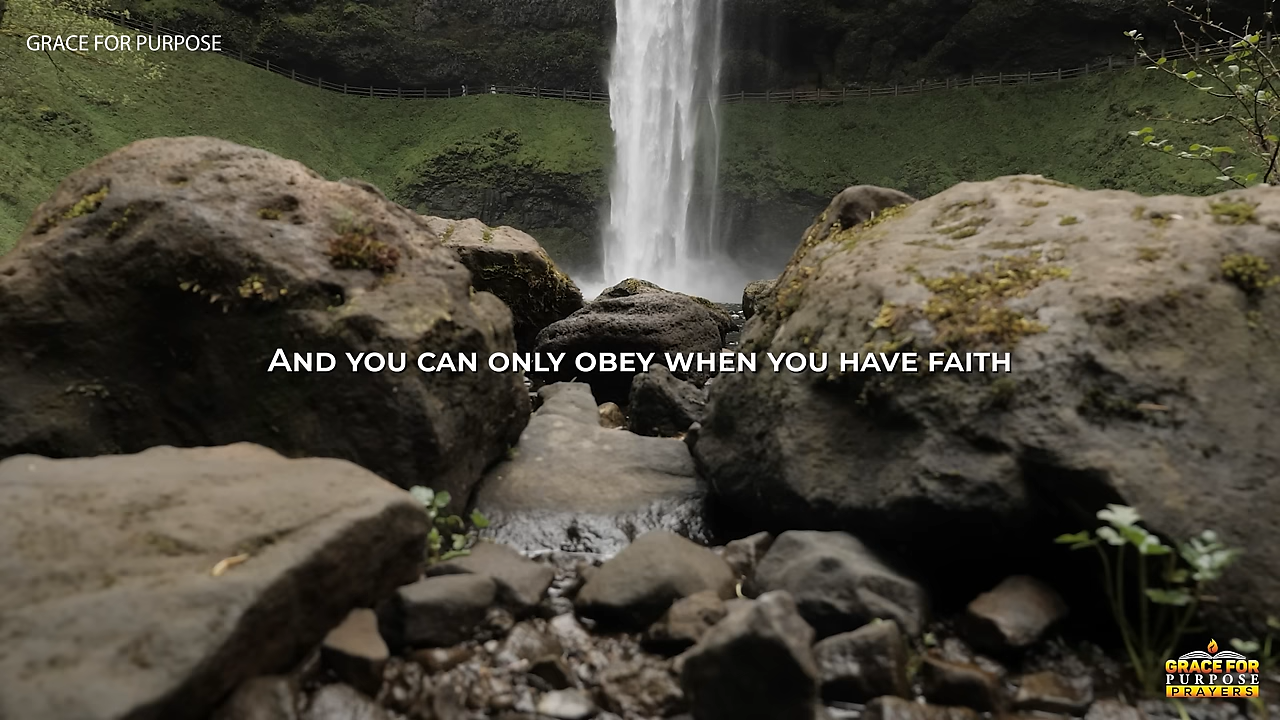 GRACE FOR PURPOSE
And you can only obey when you have faith
GRACE FOR
PURPOSE
PRAYERS